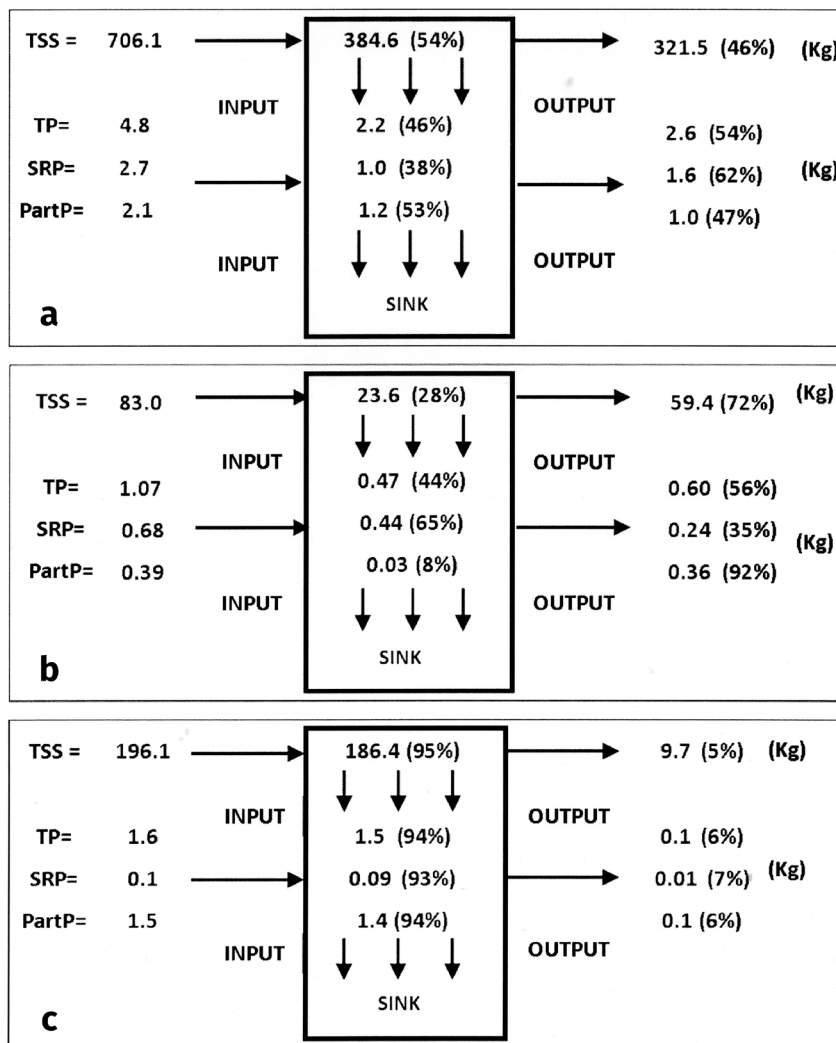 TSS = 706.1 384.6 (54%) 321.5 (46%) (Kg)
INPUT OUTPUT
TP= 4.8 2.2 (46%) 2.6 (54%)
SRP= 2.7 1.0 (38%) 1.6 (62%) (Kg)
PartP= 2.1 1.2 (53%) 1.0 (47%)
INPUT OUTPUT
SINK
a
TSS = 83.0 23.6 (28%) 59.4 (72%) (Kg)
INPUT OUTPUT
TP= 1.07 0.47 (44%) 0.60 (56%)
SRP= 0.68 0.44 (65%) 0.24 (35%) (Kg)
PartP= 0.39 0.03 (8%) 0.36 (92%)
INPUT OUTPUT
SINK
b
TSS = 196.1 186.4 (95%) 9.7 (5%) (Kg)
INPUT OUTPUT
TP= 1.6 1.5 (94%) 0.1 (6%)
SRP= 0.1 0.09 (93%) 0.01 (7%) (Kg)
PartP= 1.5 1.4 (94%) 0.1 (6%)
INPUT OUTPUT
SINK
c